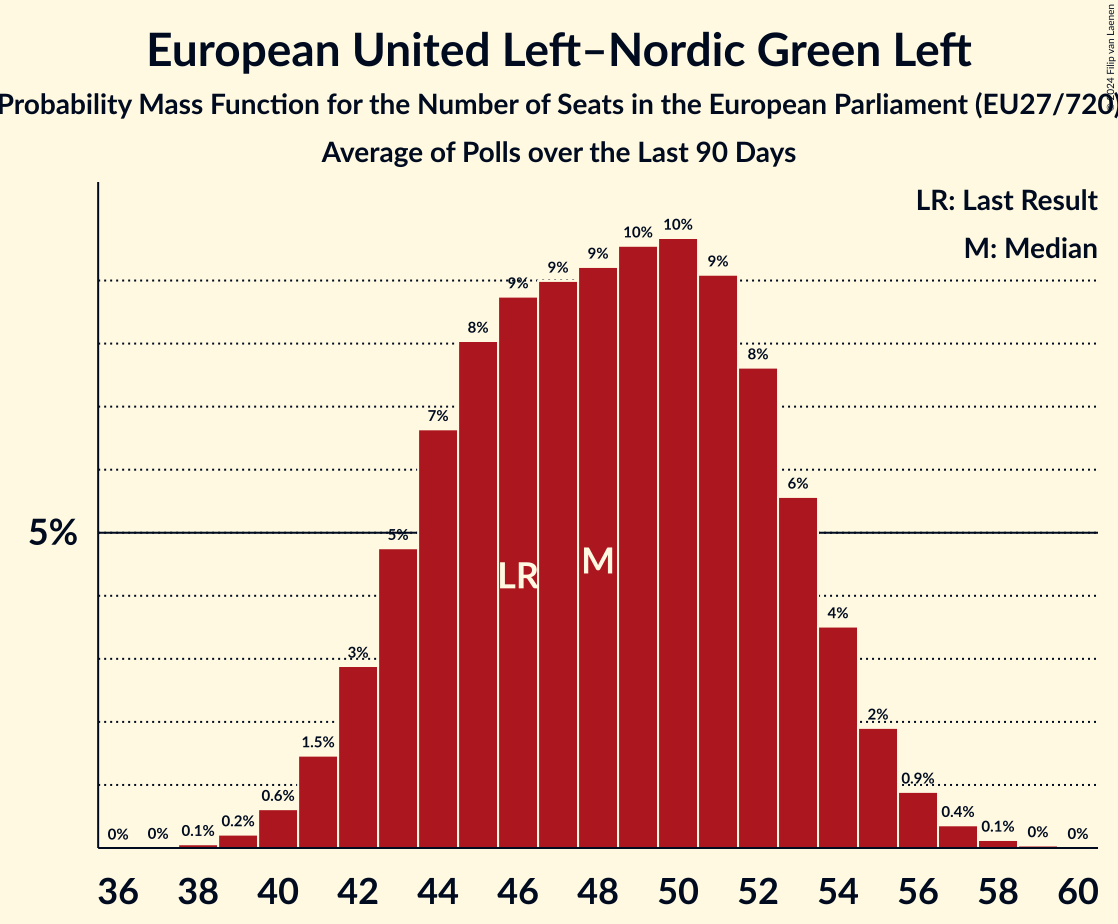 European United Left–Nordic Green Left
Probability Mass Function for the Number of Seats in the European Parliament (EU27/720)
Average of Polls over the Last 90 Days
© 2024 Filip van Laenen
LR: Last Result
M: Median
5%
0%
0%
0.1%
0.2%
0.6%
1.5%
3%
5%
7%
8%
9%
9%
9%
10%
10%
9%
8%
6%
4%
2%
0.9%
0.4%
0.1%
0%
0%
LR
M
36 38 40 42 44 46 48 50 52 54 56 58 60